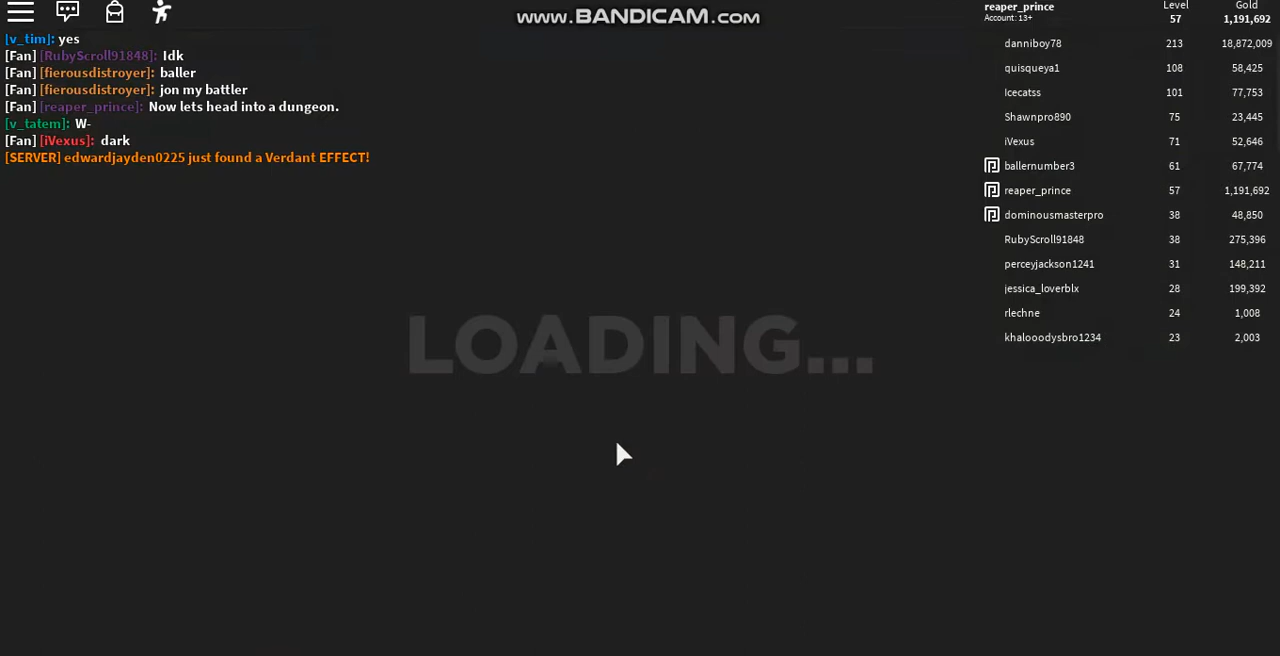 www.BANDICAM.COM
reaper_prince Level Gold
Account: 13+ 57 1,191,692
[v_tim]: yes
[Fan] [RubyScroll91848]: Idk
[Fan] [fierousdistroyer]: baller
[Fan] [fierousdistroyer]: jon my battler
[Fan] [reaper_prince]: Now lets head into a dungeon.
[v_tatem]: W-
[Fan] [iVexus]: dark
[SERVER] edwardjayden0225 just found a Verdant EFFECT!
danniboy78 213 18,872,009
quisqueya1 108 58,425
Icecatss 101 77,753
Shawnpro890 75 23,445
iVexus 71 52,646
ballernumber3 61 67,774
reaper_prince 57 1,191,692
dominousmasterpro 38 48,850
RubyScroll91848 38 275,396
perceyjackson1241 31 148,211
jessica_loverblx 28 199,392
rlechne 24 1,008
khalooodysbro1234 23 2,003
LOADING...